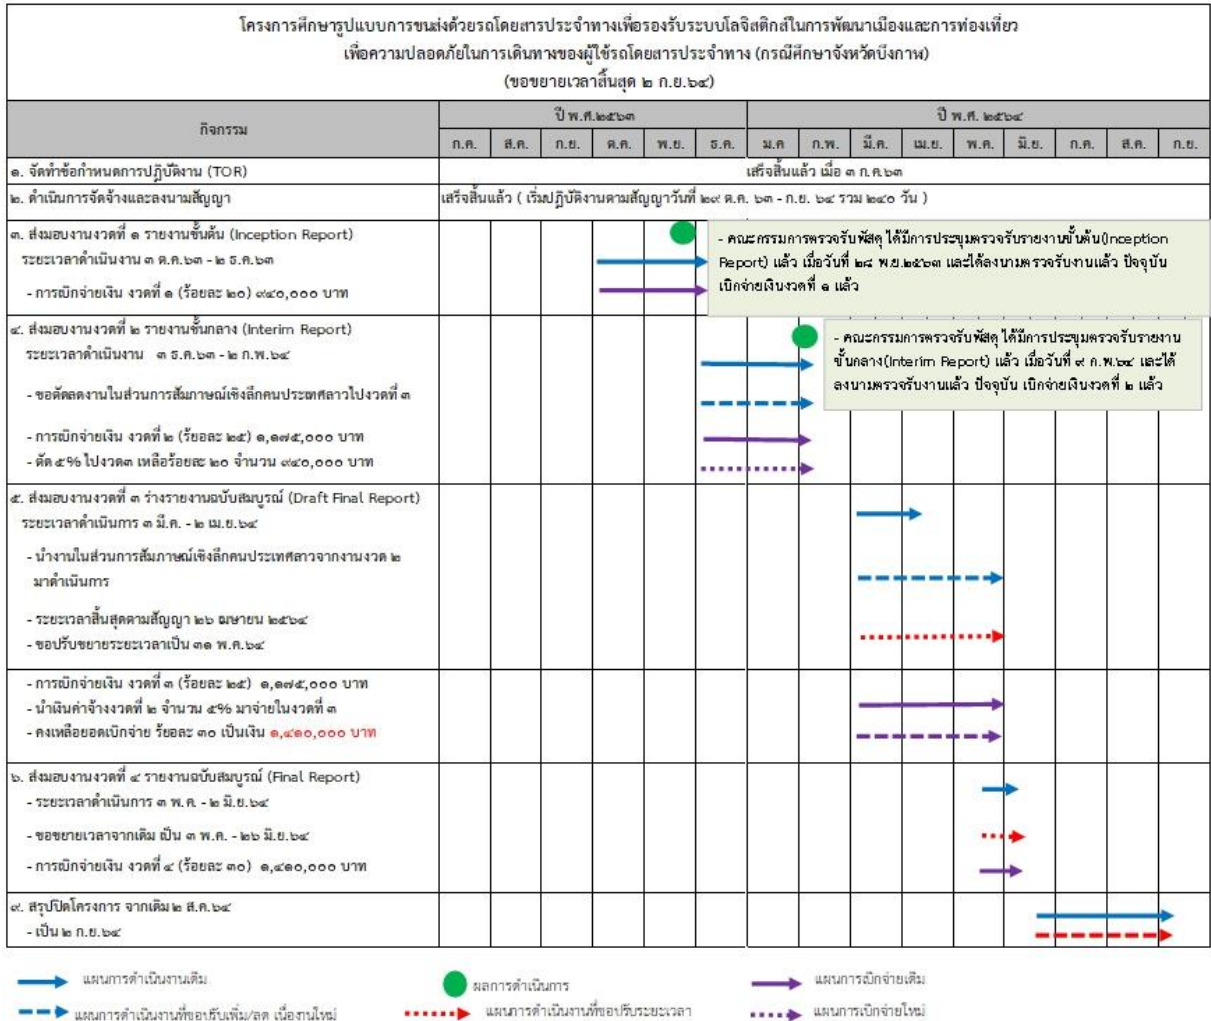 โครงการศึกษารูปแบบการขนส่งด้วยรถโดยสารประจำทางเพื่อรองรับระบบโลจิสติกส์ในการพัฒนาเมืองและการท่องเที่ยว
เพื่อความปลอดภัยในการเดินทางของผู้ใช้รถโดยสารประจำทาง (กรณีศึกษาจังหวัดบึงกาฬ)
(ขอขยายเวลาสิ้นสุด ๒ ก.ย.๖๔)
กิจกรรม
ปี พ.ศ.๒๕๖๓
ปี พ.ศ. ๒๕๖๔
ก.ค. ส.ค. ก.ย. ต.ค. พ.ย. ธ.ค. ม.ค ก.พ. มี.ค. เม.ย. พ.ค. มิ.ย. ก.ค. ส.ค. ก.ย.
๑. จัดทำข้อกำหนดการปฏิบัติงาน (TOR)
เสร็จสิ้นแล้ว เมื่อ ๓ ก.ค.๖๓
๒. ดำเนินการจัดจ้างและลงนามสัญญา
เสร็จสิ้นแล้ว ( เริ่มปฏิบัติงานตามสัญญาวันที่ ๒๙ ต.ค. ๖๓ - ก.ย. ๖๔ รวม ๒๔๐ วัน )
๓. ส่งมอบงานงวดที่ ๑ รายงานขั้นต้น (Inception Report)
ระยะเวลาดำเนินงาน ๓ ต.ค.๖๓ - ๒ ธ.ค.๖๓
- การเบิกจ่ายเงิน งวดที่ ๑ (ร้อยละ ๒๐) ๙๔๐,๐๐๐ บาท
- คณะกรรมการตรวจรับพัสดุ ได้มีการประชุมตรวจรับรายงานขั้นต้น(Inception
Report) แล้ว เมื่อวันที่ ๒๘ พ.ย.๒๕๖๓ และได้ลงนามตรวจรับงานแล้ว ปัจจุบัน
เบิกจ่ายเงินงวดที่ ๑ แล้ว
๔. ส่งมอบงานงวดที่ ๒ รายงานขั้นกลาง (Interim Report)
ระยะเวลาดำเนินงาน ๓ ธ.ค.๖๓ - ๒ ก.พ.๖๔
- ขอตัดลดงานในส่วนการสัมภาษณ์เชิงลึกคนประเทศลาวไปงวดที่ ๓
- การเบิกจ่ายเงิน งวดที่ ๒ (ร้อยละ ๒๕) ๑,๑๗๕,๐๐๐ บาท
- ตัด ๕% ไปงวด๓ เหลือร้อยละ ๒๐ จำนวน ๙๔๐,๐๐๐ บาท
- คณะกรรมการตรวจรับพัสดุ ได้มีการประชุมตรวจรับรายงาน
ขั้นกลาง(Interim Report) แล้ว เมื่อวันที่ ๙ ก.พ.๖๔ และได้
ลงนามตรวจรับงานแล้ว ปัจจุบัน เบิกจ่ายเงินงวดที่ ๒ แล้ว
๕. ส่งมอบงานงวดที่ ๓ ร่างรายงานฉบับสมบูรณ์ (Draft Final Report)
ระยะเวลาดำเนินการ ๓ มี.ค. - ๒ เม.ย.๖๔
- นำงานในส่วนการสัมภาษณ์เชิงลึกคนประเทศลาวจากงานงวด ๒
มาดำเนินการ
- ระยะเวลาสิ้นสุดตามสัญญา ๒๖ เมษายน ๒๕๖๔
- ขอปรับขยายระยะเวลาเป็น ๓๑ พ.ค.๖๔
- การเบิกจ่ายเงิน งวดที่ ๓ (ร้อยละ ๒๕) ๑,๑๗๕,๐๐๐ บาท
- นำเงินค่าจ้างงวดที่ ๒ จำนวน ๕% มาจ่ายในงวดที่ ๓
- คงเหลือยอดเบิกจ่าย ร้อยละ ๓๐ เป็นเงิน ๑,๔๑๐,๐๐๐ บาท
๖. ส่งมอบงานงวดที่ ๔ รายงานฉบับสมบูรณ์ (Final Report)
- ระยะเวลาดำเนินการ ๓ พ.ค. - ๒ มิ.ย.๖๔
- ขอขยายเวลาจากเดิม เป็น ๓ พ.ค. - ๒๖ มิ.ย.๖๔
- การเบิกจ่ายเงิน งวดที่ ๔ (ร้อยละ ๓๐) ๑,๔๑๐,๐๐๐ บาท
๙. สรุปปิดโครงการ จากเดิม ๒ ส.ค.๖๔
- เป็น ๒ ก.ย.๖๔
แผนการดำเนินงานเดิม
ผลการดำเนินการ
แผนการเบิกจ่ายเดิม
แผนการดำเนินงานที่ขอปรับเพิ่ม/ลด เนื้องานใหม่
แผนการดำเนินงานที่ขอปรับระยะเวลา
แผนการเบิกจ่ายใหม่